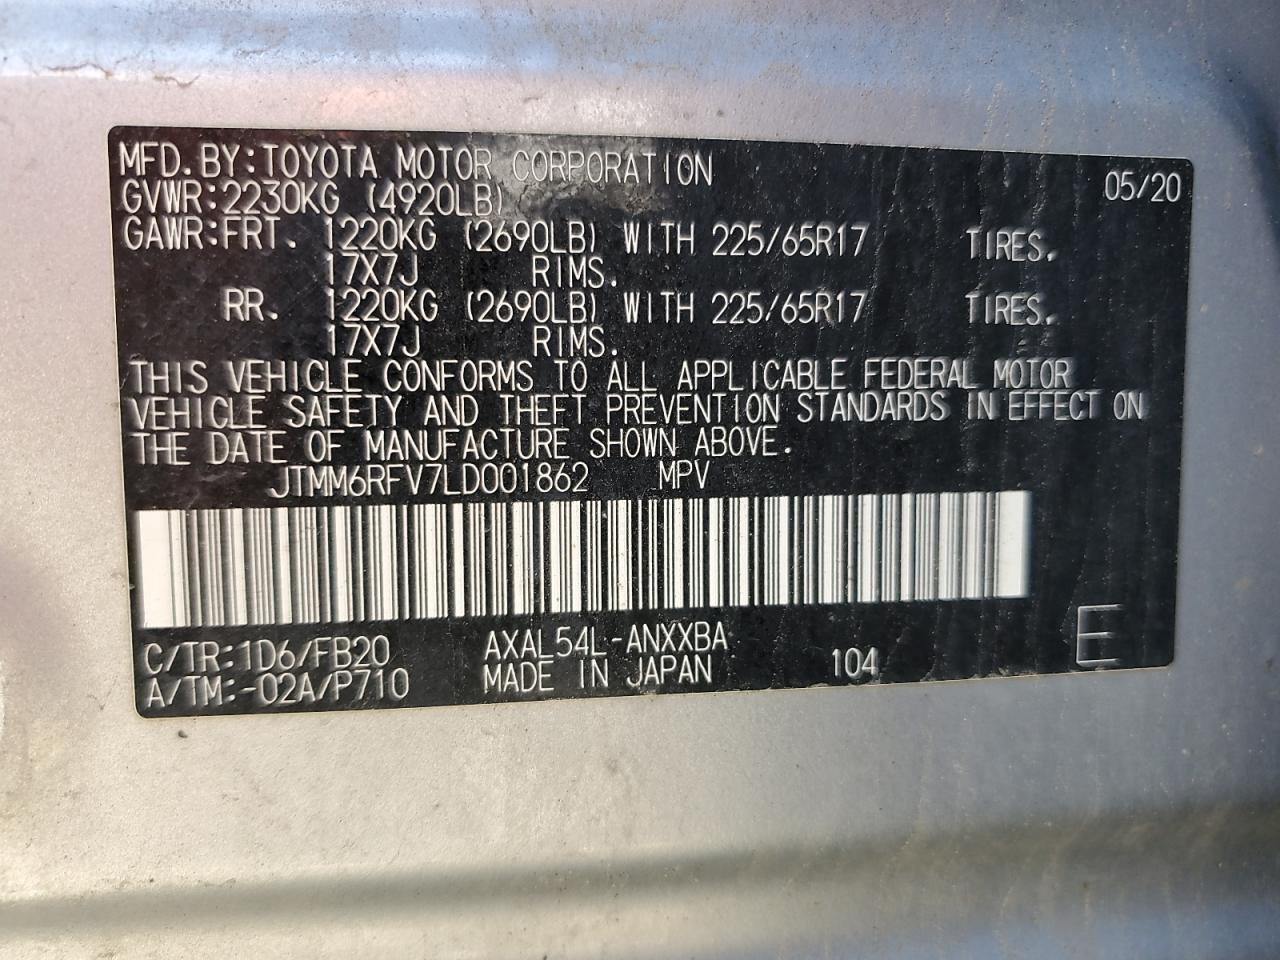 MFD.BY:TOYOTA MOTOR CORPORATION 05/20
GVWR:2230KG (4920LB)
GAWR:FRT. 1220KG (2690LB) WITH 225/65R17 TIRES.
17X7J RIMS.
RR. 1220KG (2690LB) WITH 225/65R17 TIRES.
17X7J RIMS.
THIS VEHICLE CONFORMS TO ALL APPLICABLE FEDERAL MOTOR
VEHICLE SAFETY AND THEFT PREVENTION STANDARDS IN EFFECT ON
THE DATE OF MANUFACTURE SHOWN ABOVE.
JTMM6RFV7LD001862 MPV
C/TR:1D6/FB20 AXAL54L-ANXXBA
A/TM:-02A/P710 MADE IN JAPAN 104 E